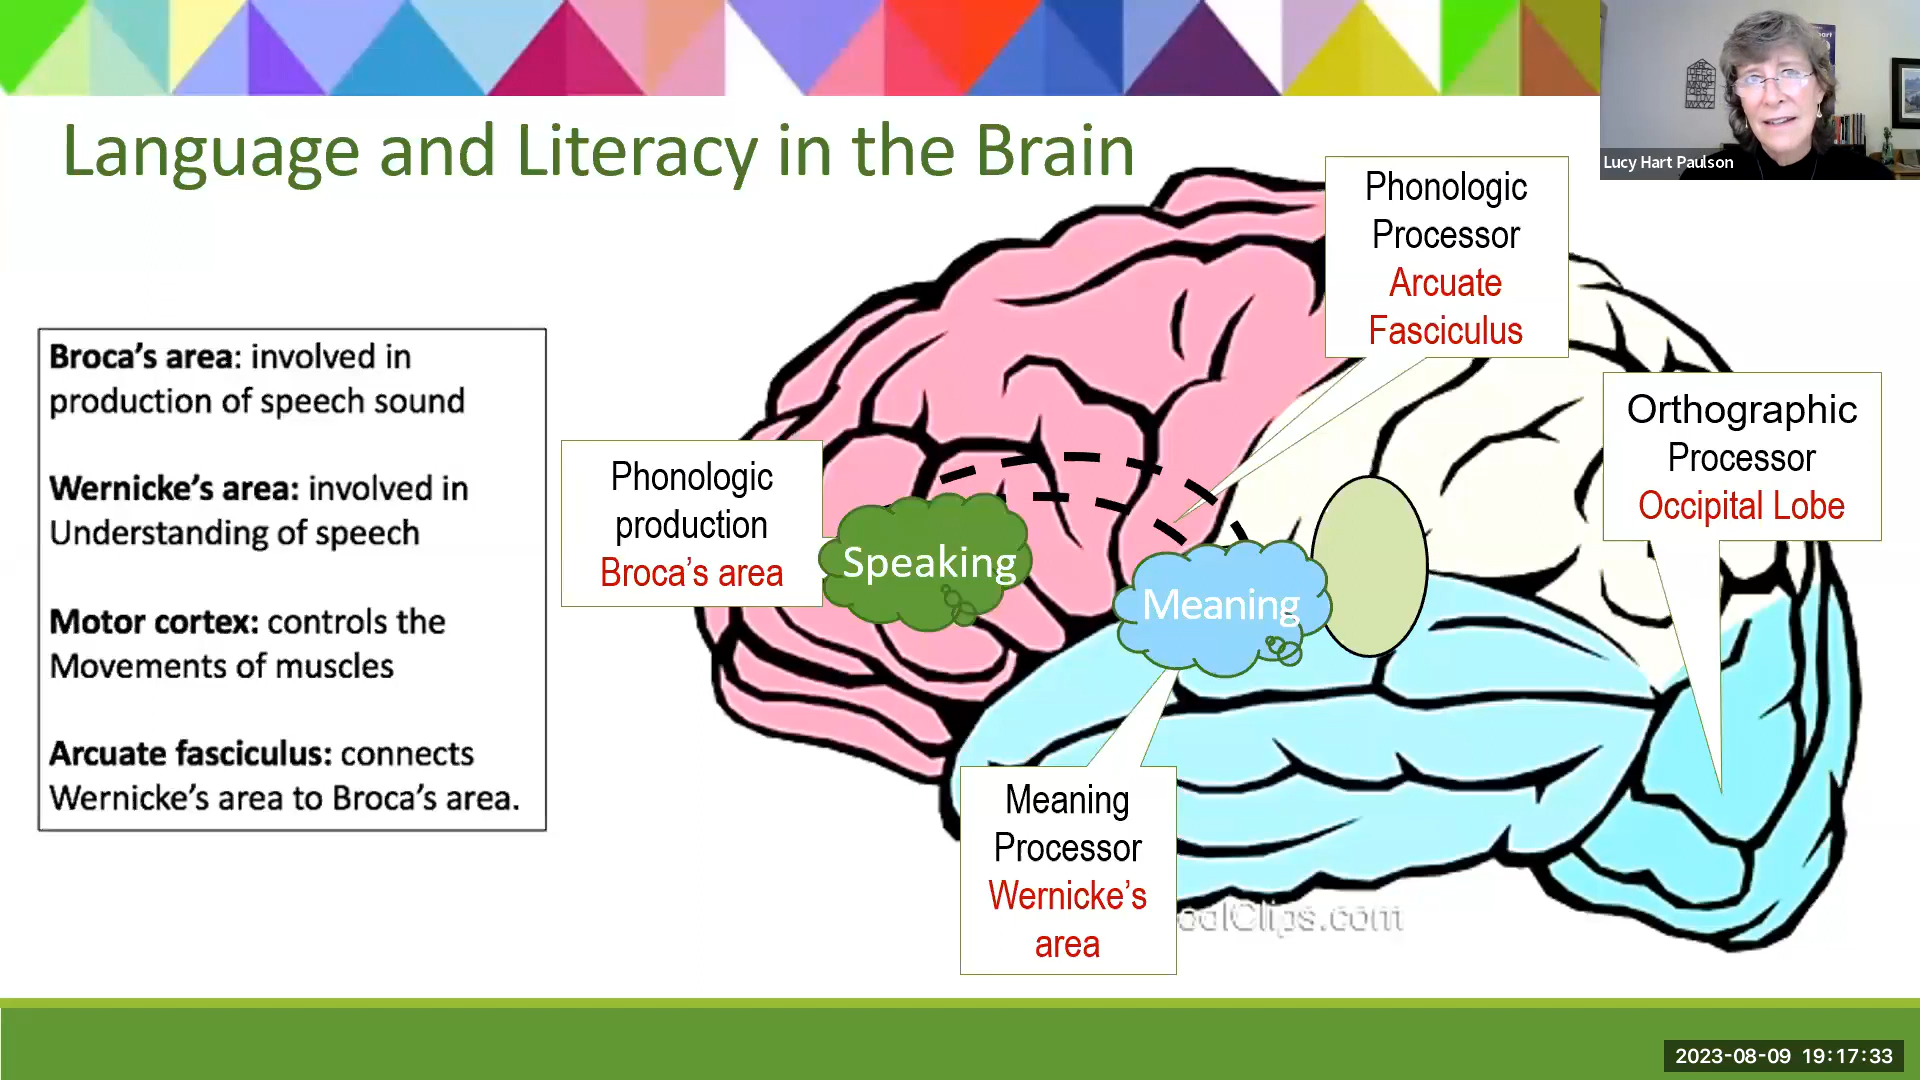 Language and Literacy in the Brain
Lucy Hart Paulson
Phonologic
Processor
Arcuate
Fasciculus
Broca's area: involved in
production of speech sound
Wernicke's area: involved in
Understanding of speech
Motor cortex: controls the
Movements of muscles
Arcuate fasciculus: connects
Wernicke's area to Broca's area.
Phonologic
production
Broca's area
Speaking
Meaning
Orthographic
Processor
Occipital Lobe
Meaning
Processor
Wernicke's
area
2023-08-09 19:17:33